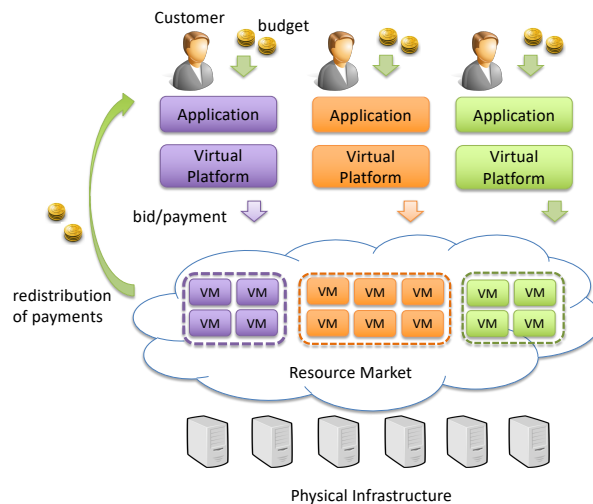 Customer
budget
Application
Application
Application
Virtual
Platform
Virtual
Platform
Virtual
Platform
bid/payment
redistribution
of payments
VM VM VM VM VM VM VM
VM VM VM VM VM VM VM
Resource Market
Physical Infrastructure